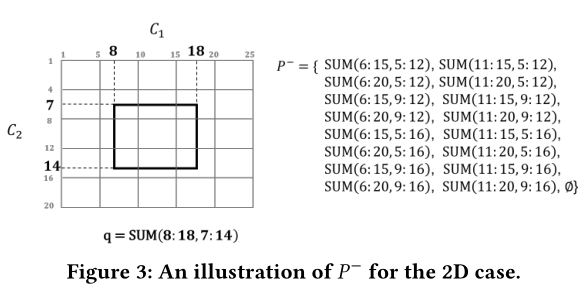 C1
1 5 8 10 15 18 20 25
1
4
7
8
C2
12
14
16
20
q = SUM(8:18,7:14)
P⁻ = { SUM(6:15,5:12), SUM(11:15,5:12),
SUM(6:20,5:12), SUM(11:20,5:12),
SUM(6:15,9:12), SUM(11:15,9:12),
SUM(6:20,9:12), SUM(11:20,9:12),
SUM(6:15,5:16), SUM(11:15,5:16),
SUM(6:20,5:16), SUM(11:20,5:16),
SUM(6:15,9:16), SUM(11:15,9:16),
SUM(6:20,9:16), SUM(11:20,9:16), ∅}
Figure 3: An illustration of P⁻ for the 2D case.